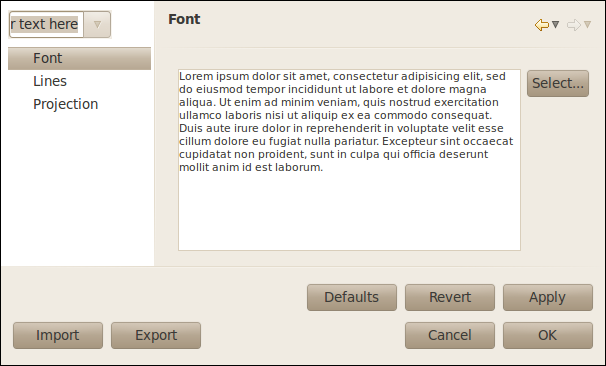 r text here
Font
Font
Lines
Projection
Lorem ipsum dolor sit amet, consectetur adipisicing elit, sed
do eiusmod tempor incididunt ut labore et dolore magna
aliqua. Ut enim ad minim veniam, quis nostrud exercitation
ullamco laboris nisi ut aliquip ex ea commodo consequat.
Duis aute irure dolor in reprehenderit in voluptate velit esse
cillum dolore eu fugiat nulla pariatur. Excepteur sint occaecat
cupidatat non proident, sunt in culpa qui officia deserunt
mollit anim id est laborum.
Select...
Defaults
Revert
Apply
Import
Export
Cancel
OK